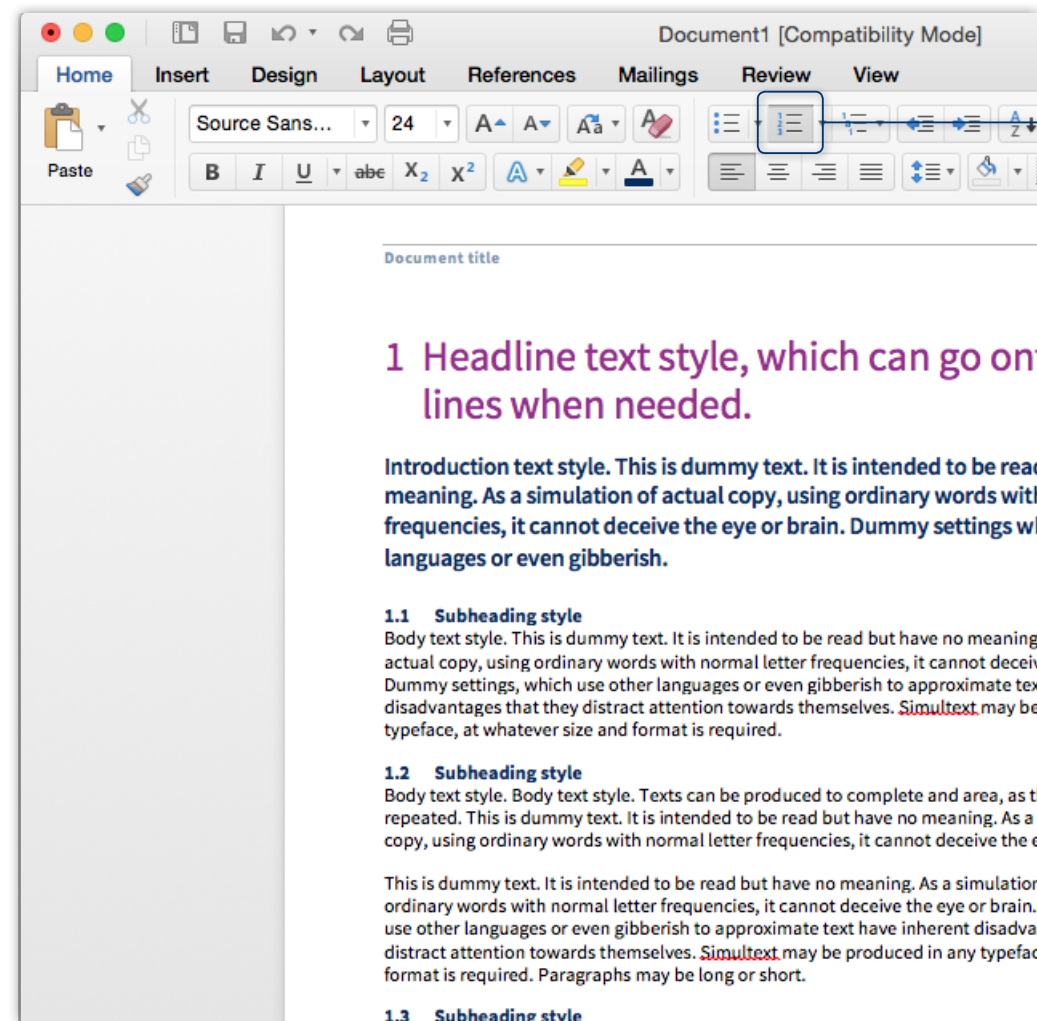 Document1 [Compatibility Mode]
Home Insert Design Layout References Mailings Review View
Source Sans... 24
Paste
Document title
1 Headline text style, which can go on
lines when needed.
Introduction text style. This is dummy text. It is intended to be read
meaning. As a simulation of actual copy, using ordinary words with
frequencies, it cannot deceive the eye or brain. Dummy settings
languages or even gibberish.
1.1 Subheading style
Body text style. This is dummy text. It is intended to be read but have no meaning
actual copy, using ordinary words with normal letter frequencies, it cannot
Dummy settings, which use other languages or even gibberish to approximate
disadvantages that they distract attention towards themselves. Simultext may be
typeface, at whatever size and format is required.
1.2 Subheading style
Body text style. Body text style. Texts can be produced to complete and area, as
repeated. This is dummy text. It is intended to be read but have no meaning. As a
copy, using ordinary words with normal letter frequencies, it cannot deceive the
This is dummy text. It is intended to be read but have no meaning. As a simulation
ordinary words with normal letter frequencies, it cannot deceive the eye or brain.
use other languages or even gibberish to approximate text have inherent
distract attention towards themselves. Simultext may be produced in any
format is required. Paragraphs may be long or short.
1.3 Subheading style